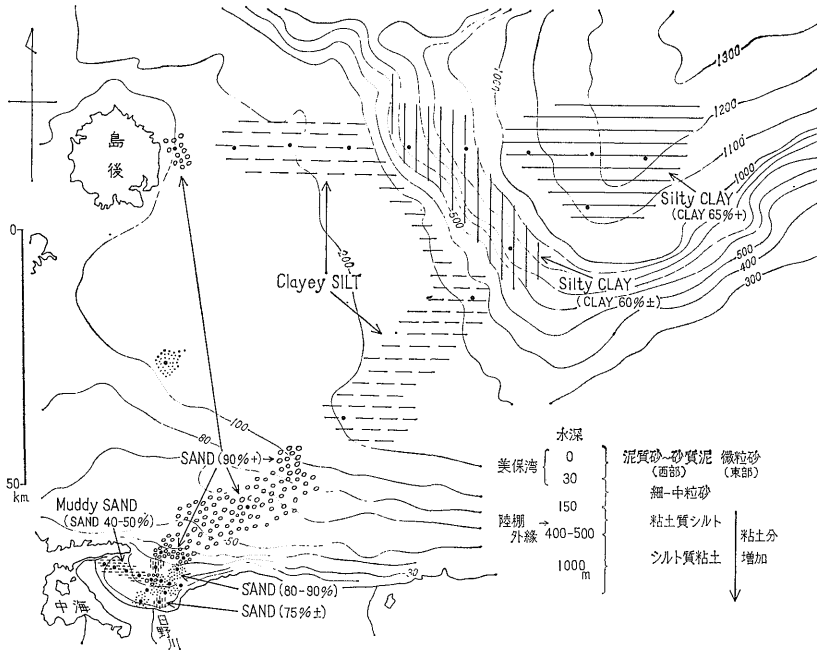 島
後
0
50
km
1300
1200
1100
1000
1000
500
400
300
500
200
100
80
50
30
Silty CLAY
(CLAY 65%+)
Silty CLAY
(CLAY 60%±)
Clayey SILT
SAND (90%+)
Muddy SAND
(SAND 40-50%)
SAND (80-90%)
SAND (75%±)
中海
日野川
水深
美保湾
0
泥質砂~砂質泥 微粒砂
(西部) (東部)
30
細-中粒砂
150
陸棚
外縁
400-500
粘土質シルト
1000m
シルト質粘土
粘土分
増加